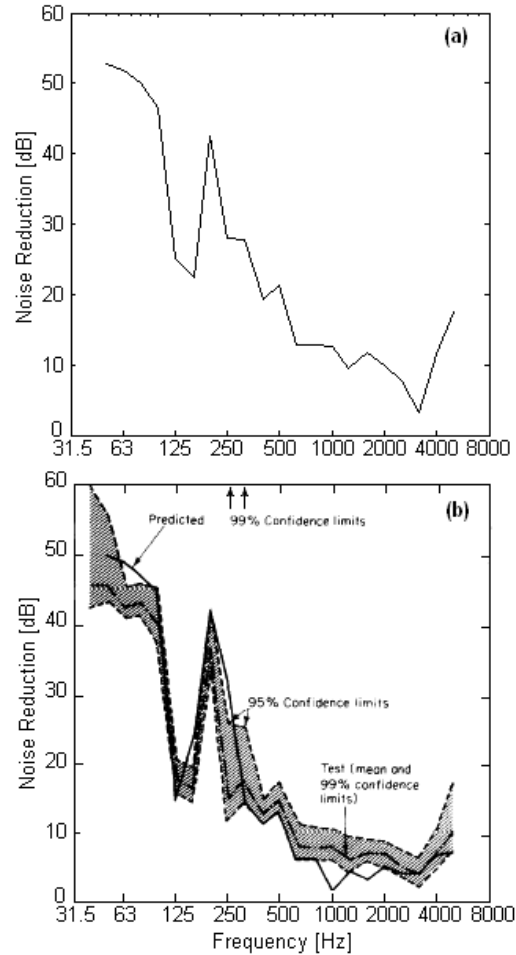 60
(a)
50
40
30
20
10
0
Noise Reduction [dB]
31.5 63 125 250 500 1000 2000 4000 8000
60
(b)
Predicted
99% Confidence limits
50
40
95% Confidence limits
30
Test (mean and
99% confidence
limits)
20
10
0
Noise Reduction [dB]
31.5 63 125 250 500 1000 2000 4000 8000
Frequency [Hz]